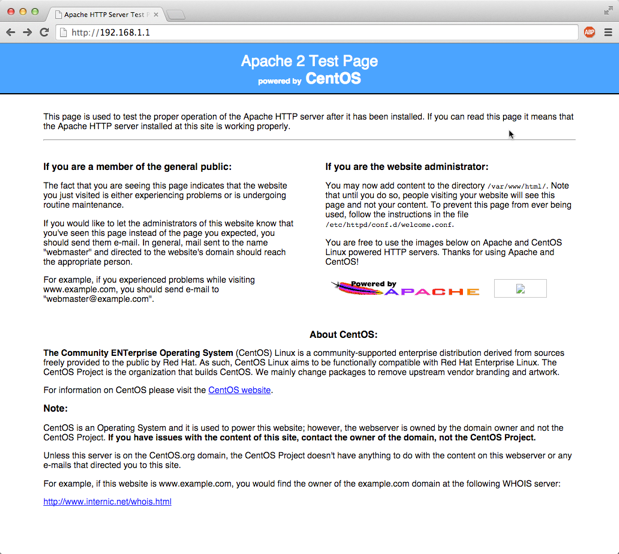 Apache HTTP Server Test
http://192.168.1.1
ABP
Apache 2 Test Page
powered by CentOS
This page is used to test the proper operation of the Apache HTTP server after it has been installed. If you can read this page it means that
the Apache HTTP server installed at this site is working properly.
If you are a member of the general public:
The fact that you are seeing this page indicates that the website
you just visited is either experiencing problems or is undergoing
routine maintenance.
If you would like to let the administrators of this website know that
you've seen this page instead of the page you expected, you
should send them e-mail. In general, mail sent to the name
"webmaster" and directed to the website's domain should reach
the appropriate person.
For example, if you experienced problems while visiting
www.example.com, you should send e-mail to
"webmaster@example.com".
If you are the website administrator:
You may now add content to the directory /var/www/html/. Note
that until you do so, people visiting your website will see this
page and not your content. To prevent this page from ever being
used, follow the instructions in the file
/etc/httpd/conf.d/welcome.conf.
You are free to use the images below on Apache and CentOS
Linux powered HTTP servers. Thanks for using Apache and
CentOS!
Powered by
APACHE
About CentOS:
The Community ENTerprise Operating System (CentOS) Linux is a community-supported enterprise distribution derived from sources
freely provided to the public by Red Hat. As such, CentOS Linux aims to be functionally compatible with Red Hat Enterprise Linux. The
CentOS Project is the organization that builds CentOS. We mainly change packages to remove upstream vendor branding and artwork.
For information on CentOS please visit the CentOS website.
Note:
CentOS is an Operating System and it is used to power this website; however, the webserver is owned by the domain owner and not the
CentOS Project. If you have issues with the content of this site, contact the owner of the domain, not the CentOS Project.
Unless this server is on the CentOS.org domain, the CentOS Project doesn't have anything to do with the content on this webserver or any
e-mails that directed you to this site.
For example, if this website is www.example.com, you would find the owner of the example.com domain at the following WHOIS server:
http://www.internic.net/whois.html